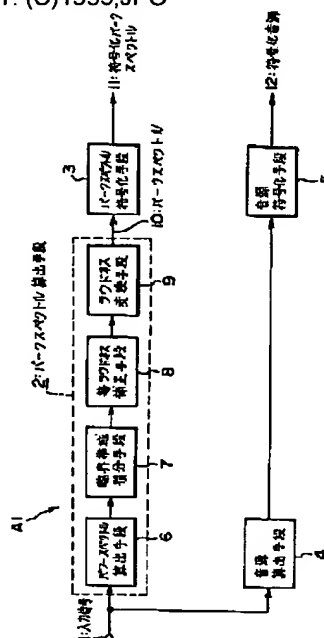 T: (C)1995,JPO
A1
1:入力信号
2:バークスペクトル算出手段
パワースペクトル
算出手段
6
臨界帯域
積分手段
7
等ラウドネス
補正手段
8
ラウドネス
変換手段
9
10:バークスペクトル
3
バークスペクトル
符号化手段
11:符号化バーク
スペクトル
音源
算出手段
4
音源
符号化手段
5
12:符号化音源